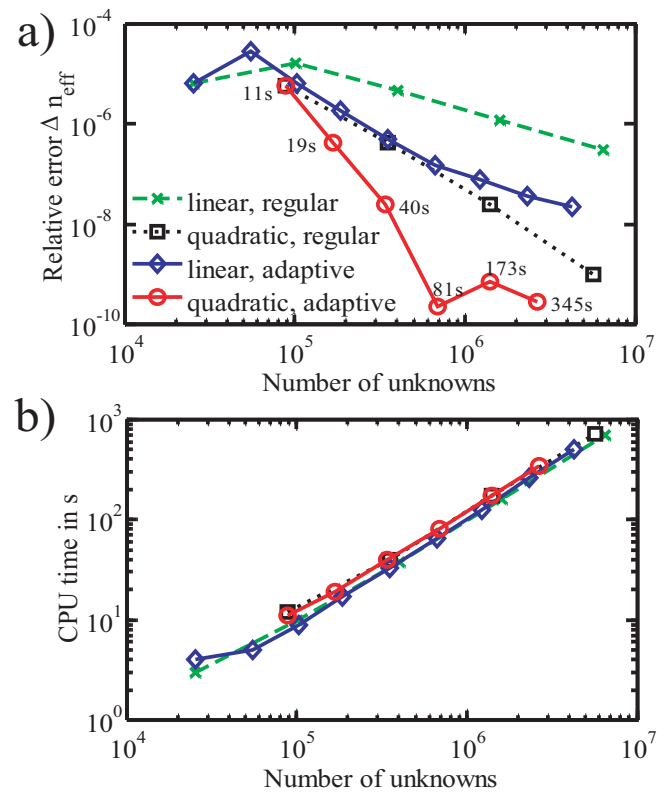 a)
10^-4
10^-6
10^-8
10^-10
Relative error Δ n_eff
11s
19s
40s
81s
173s
345s
linear, regular
quadratic, regular
linear, adaptive
quadratic, adaptive
10^4
10^5
10^6
10^7
Number of unknowns
b)
10^3
10^2
10^1
10^0
CPU time in s
10^4
10^5
10^6
10^7
Number of unknowns